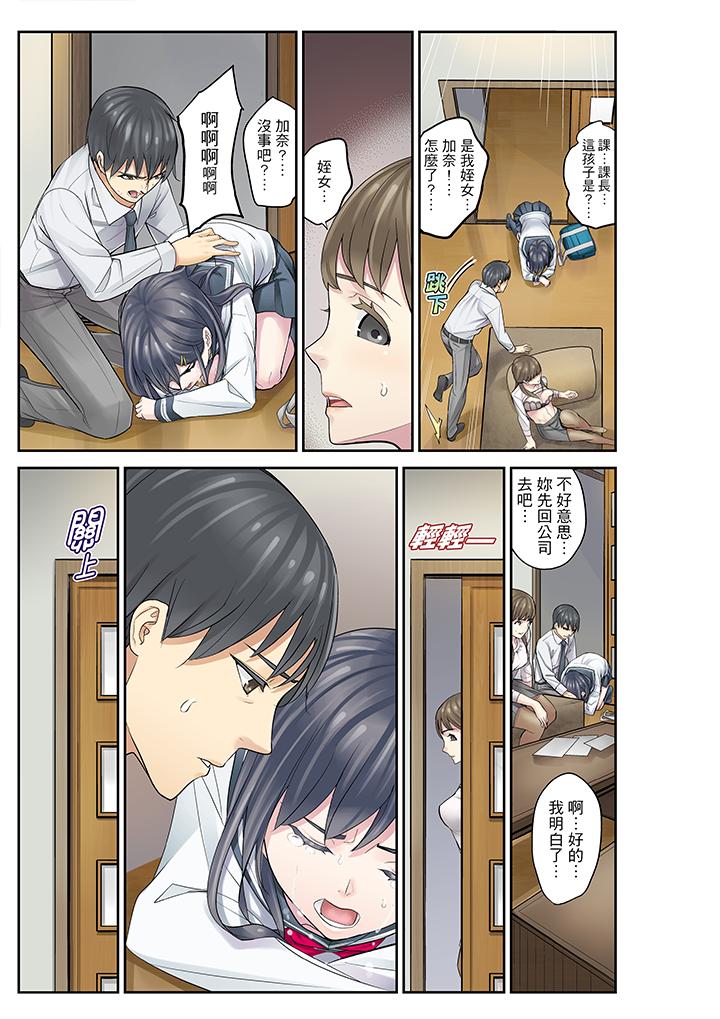 課…課長…
這孩子是？…
是我姪女…
加奈！…
怎麼了？…
跳
下
姪女…
加奈？…
沒事吧？…
啊啊啊啊啊
不好意思…
妳先回公司
去吧…
啊…好的…
我明白了…
輕輕—
關
上